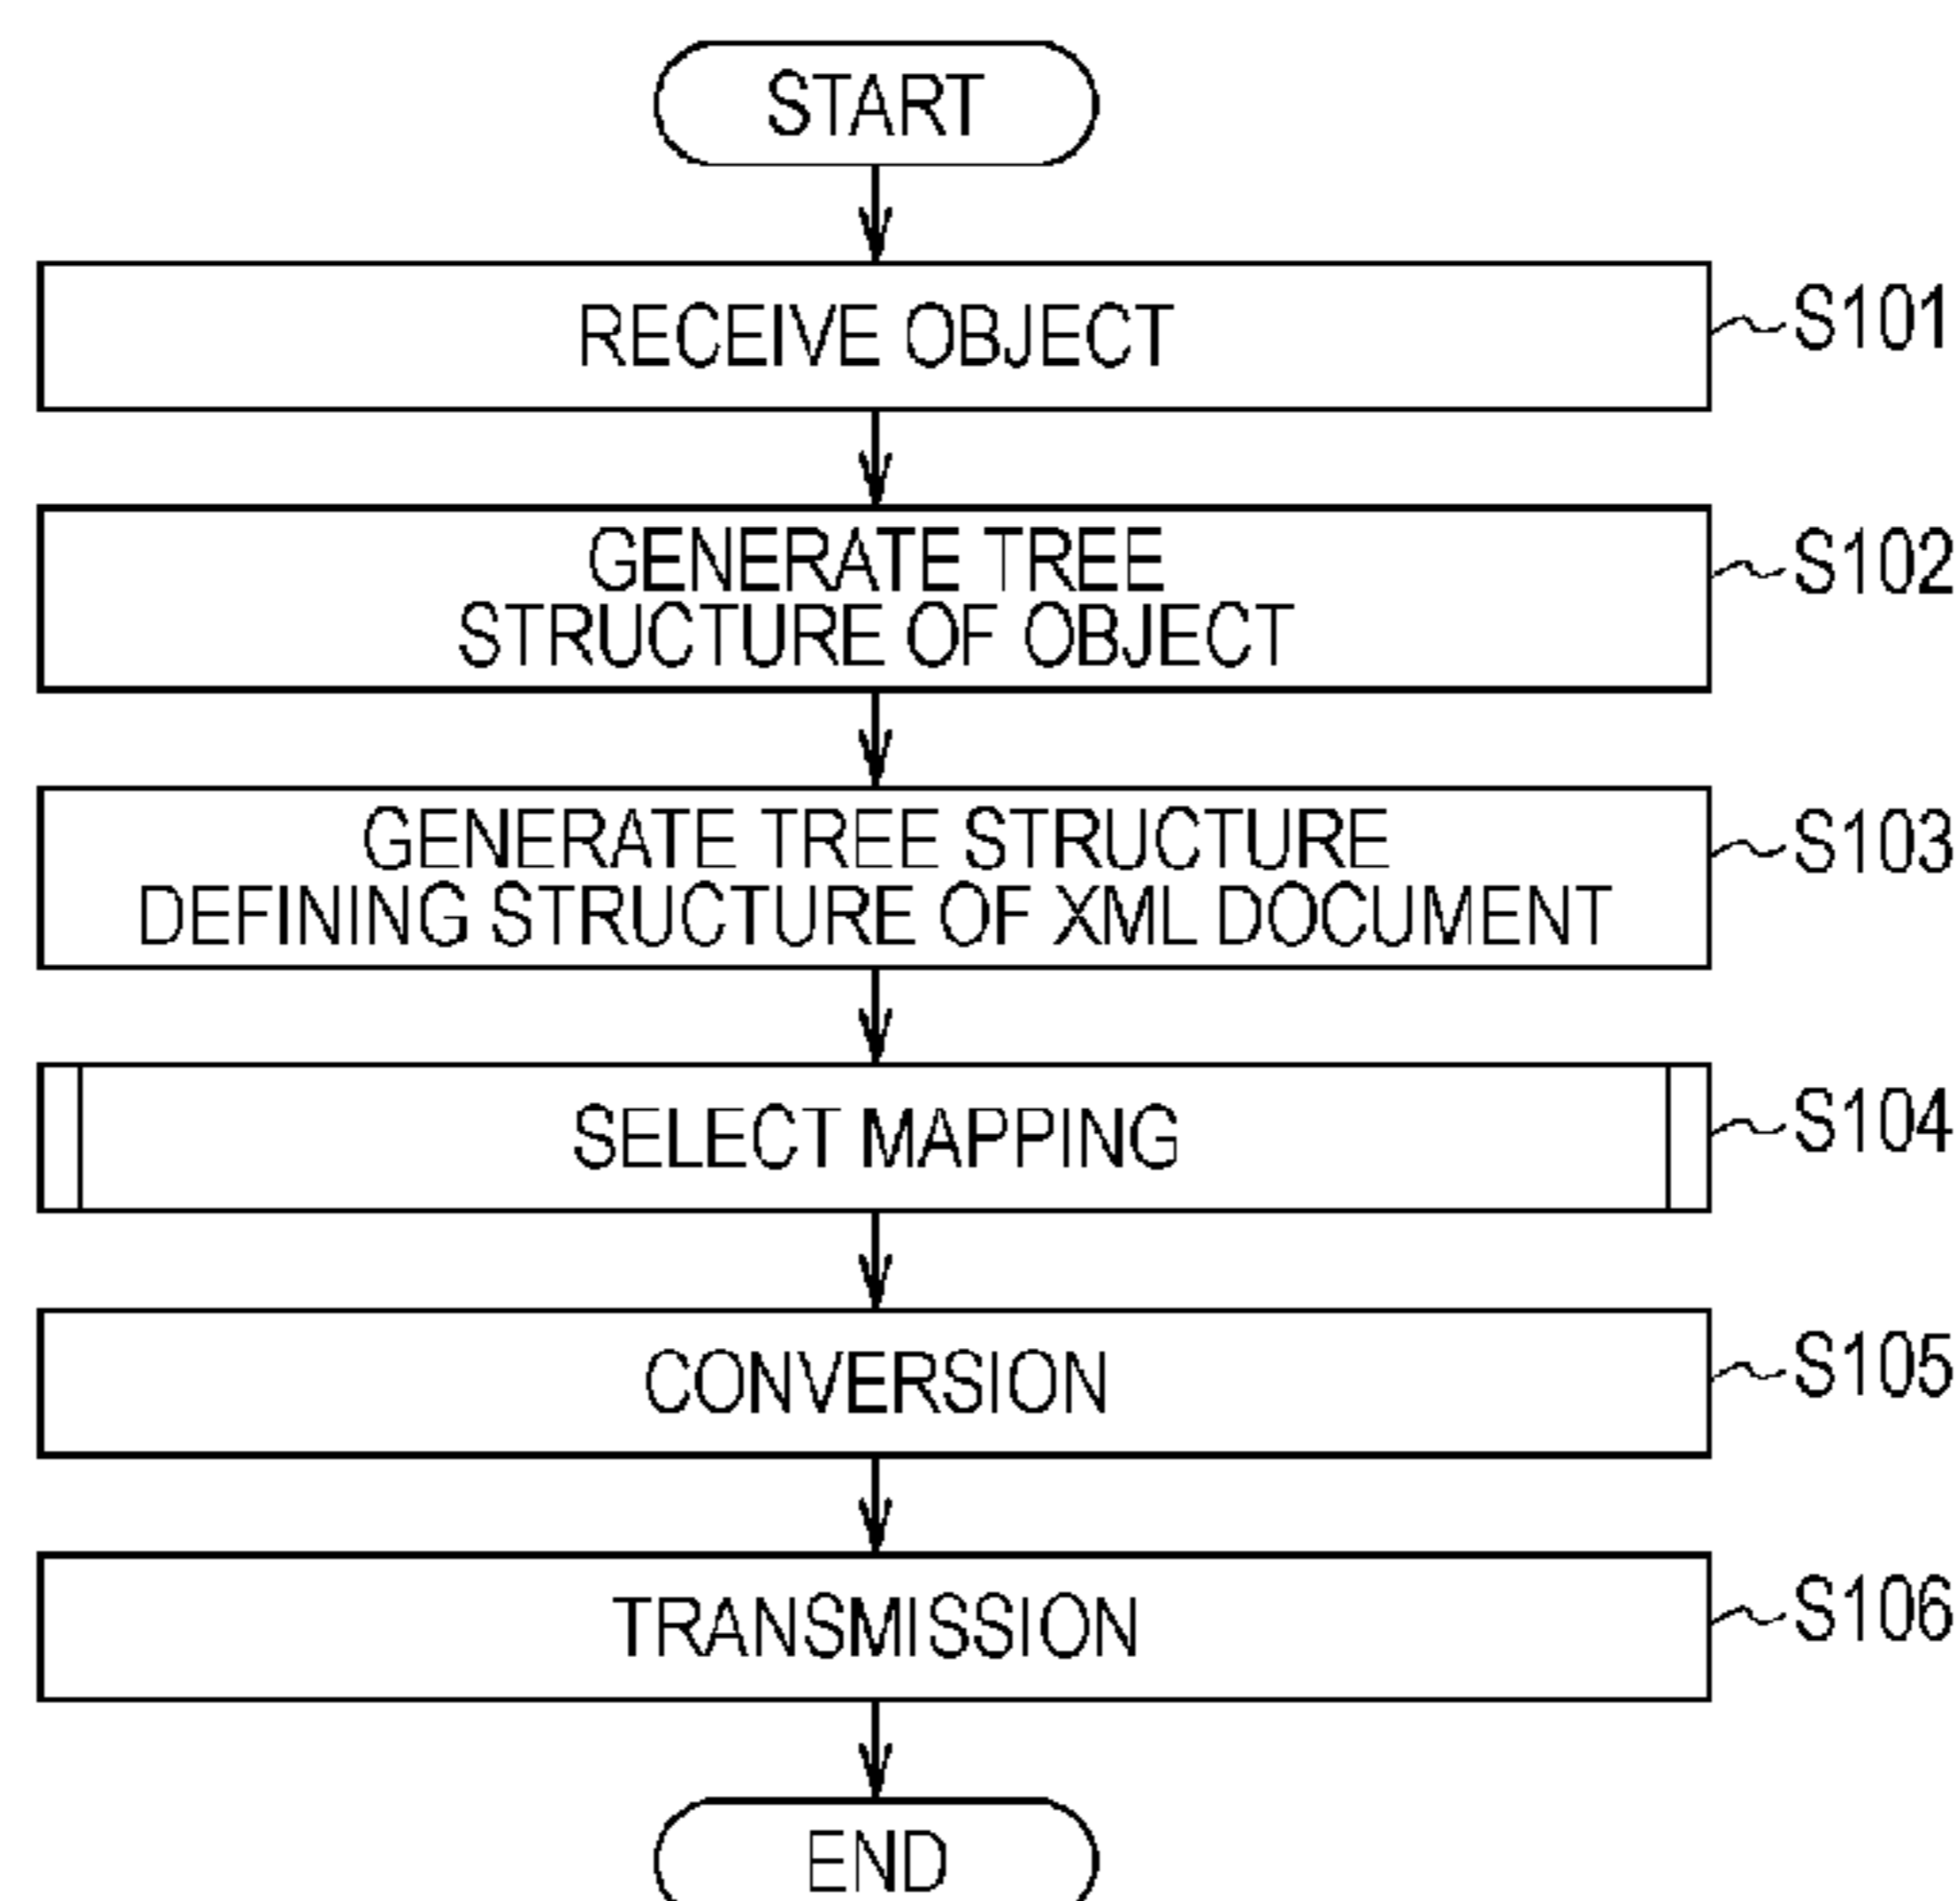 START
RECEIVE OBJECT
S101
GENERATE TREE
STRUCTURE OF OBJECT
S102
GENERATE TREE STRUCTURE
DEFINING STRUCTURE OF XML DOCUMENT
S103
SELECT MAPPING
S104
CONVERSION
S105
TRANSMISSION
S106
END